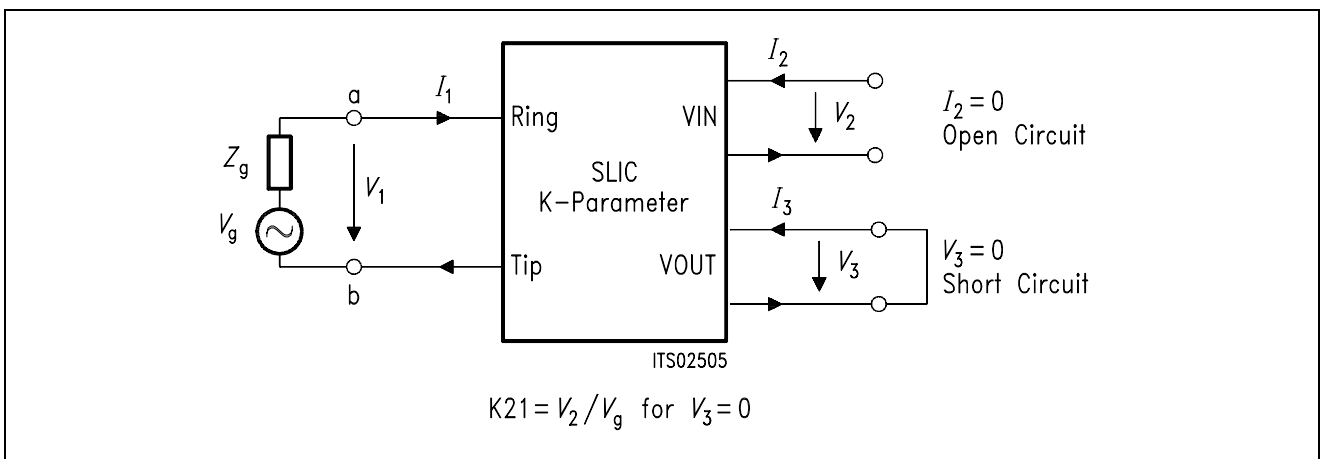 a
I1
Ring
Zg
V1
Vg
Tip
b
SLIC
K-Parameter
VIN
VOUT
I2
V2
I2=0
Open Circuit
I3
V3
V3=0
Short Circuit
ITS02505
K21=V2/Vg for V3=0